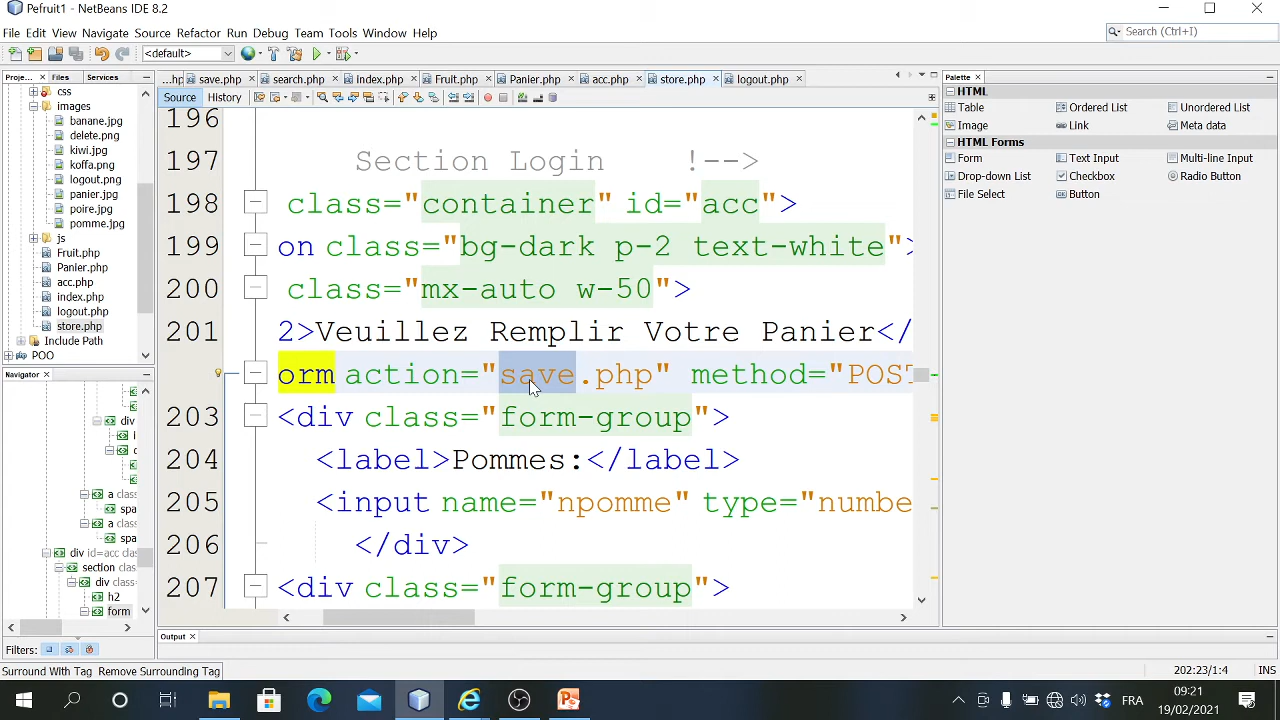 Pefruit1 - NetBeans IDE 8.2
File Edit View Navigate Source Refactor Run Debug Team Tools Window Help
Search (Ctrl+I)
<default>
Proje... Files Services
...hp save.php search.php Index.php Fruit.php Panier.php acc.php store.php logout.php
Palette
Source History
HTML
Table Ordered List Unordered List
Image Link Meta data
HTML Forms
Form Text Input Multi-line Input
Drop-down List Checkbox Radio Button
File Select Button
css
images
banane.jpg
delete.png
kiwi.jpg
koffa.png
logout.png
panier.jpg
poire.jpg
pomme.jpg
js
Fruit.php
Panier.php
acc.php
index.php
logout.php
store.php
Include Path
POO
Navigator
div
l
c
a class
spa
a class
spa
div id=acc clas
section
div class=
h2
form
Filters:
196
197 Section Login !-->
198 class="container" id="acc">
199 on class="bg-dark p-2 text-white">
200 class="mx-auto w-50">
201 2>Veuillez Remplir Votre Panier</
orm action="save.php" method="POST
203 <div class="form-group">
204 <label>Pommes:</label>
205 <input name="npomme" type="numbe
206 </div>
207 <div class="form-group">
Output
Surround With Tag Remove Surrounding Tag
202:23/1:4 INS
FRA
09:21
19/02/2021